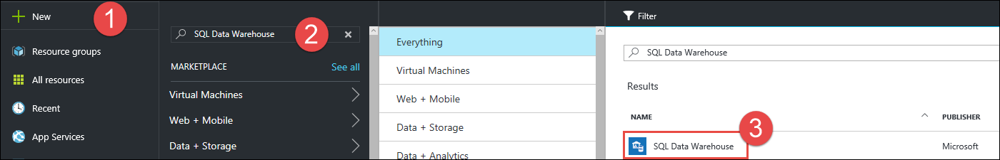 New
1
Resource groups
All resources
Recent
App Services
SQL Data Warehouse
2
MARKETPLACE
See all
Virtual Machines
Web + Mobile
Data + Storage
Everything
Virtual Machines
Web + Mobile
Data + Storage
Data + Analytics
Filter
SQL Data Warehouse
Results
NAME
PUBLISHER
3
SQL Data Warehouse
Microsoft